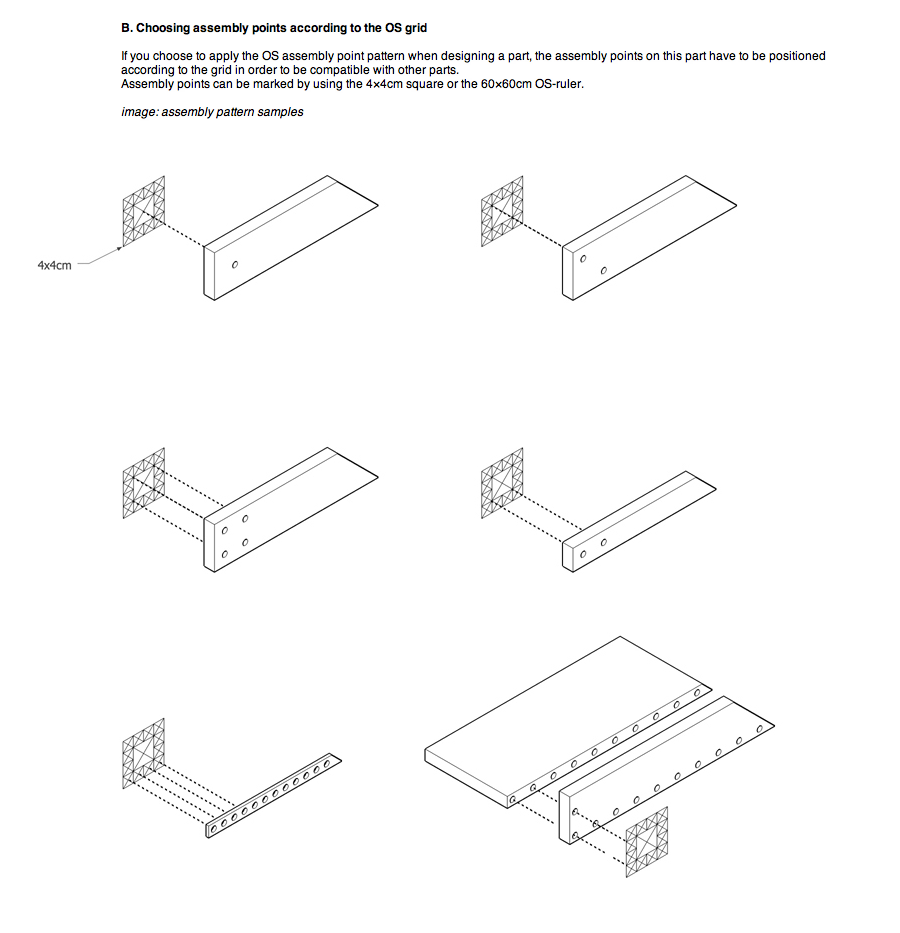 B. Choosing assembly points according to the OS grid
If you choose to apply the OS assembly point pattern when designing a part, the assembly points on this part have to be positioned
according to the grid in order to be compatible with other parts.
Assembly points can be marked by using the 4×4cm square or the 60×60cm OS-ruler.
image: assembly pattern samples
4x4cm